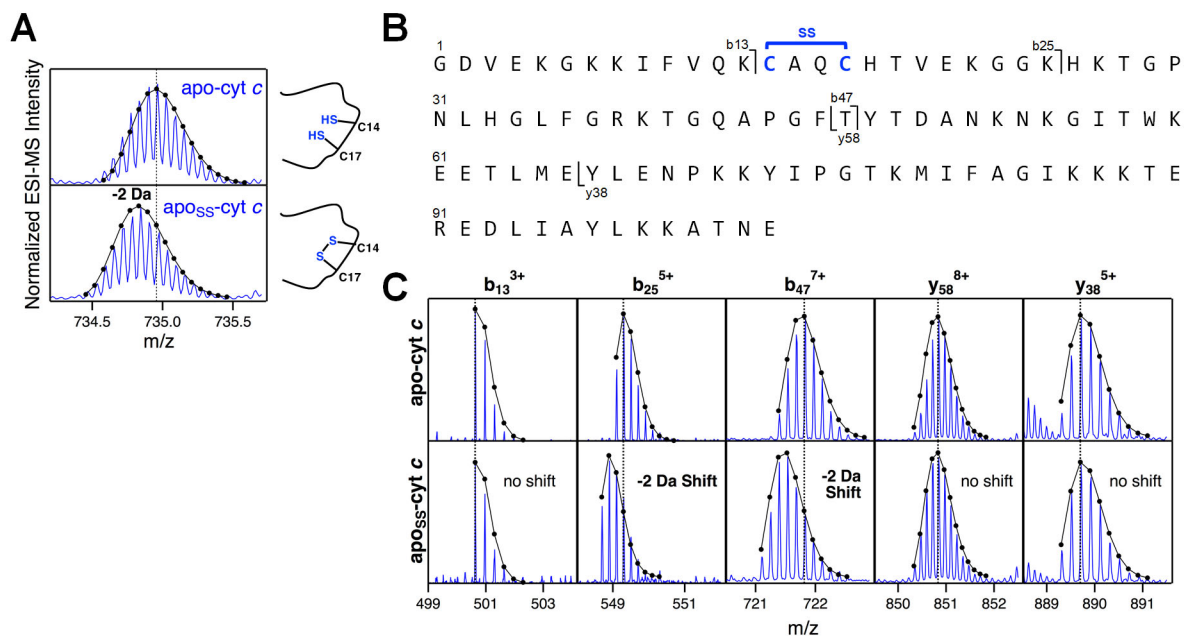 A
Normalized ESI-MS Intensity
apo-cyt c
HS
HS
C14
C17
-2 Da
apoSS-cyt c
S
S
C14
C17
734.5 735.0 735.5
m/z
B
SS
1 b13 b25
G D V E K G K K I F V Q K C A Q C H T V E K G G K H K T G P
31 b47
N L H G L F G R K T G Q A P G F T Y T D A N K N K G I T W K
y58
61
E E T L M E Y L E N P K K Y I P G T K M I F A G I K K K T E
y38
91
R E D L I A Y L K K A T N E
C
b13 3+ b25 5+ b47 7+ y58 8+ y38 5+
apo-cyt c
apoSS-cyt c
no shift
-2 Da Shift
-2 Da
Shift
no shift
no shift
499 501 503 549 551 721 722 850 851 852 889 890 891
m/z